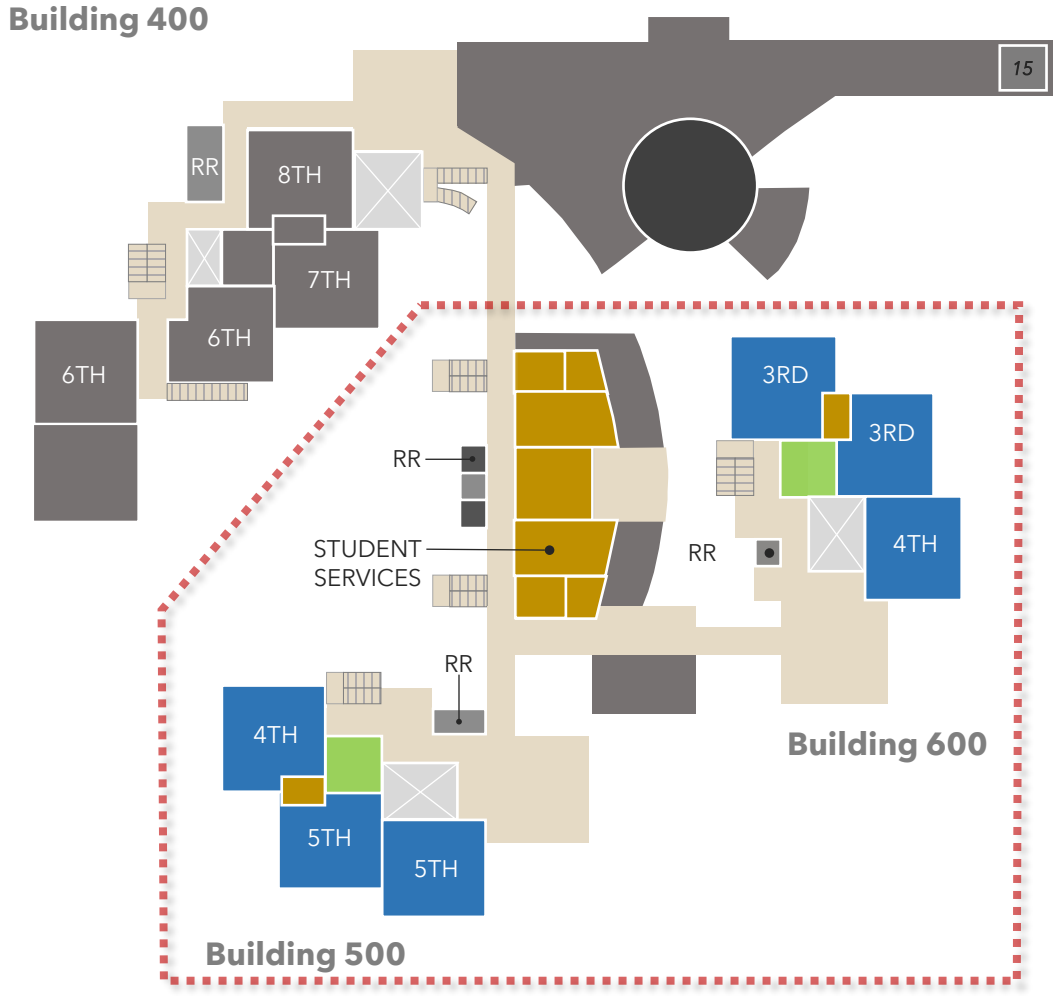 Building 400
15
RR
8TH
7TH
6TH
6TH
3RD
3RD
RR
4TH
STUDENT
SERVICES
RR
RR
4TH
Building 600
5TH
5TH
Building 500